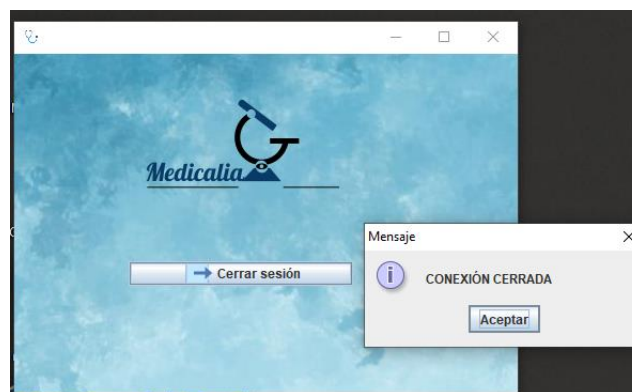 Medicalia
Mensaje
Cerrar sesión
CONEXIÓN CERRADA
Aceptar